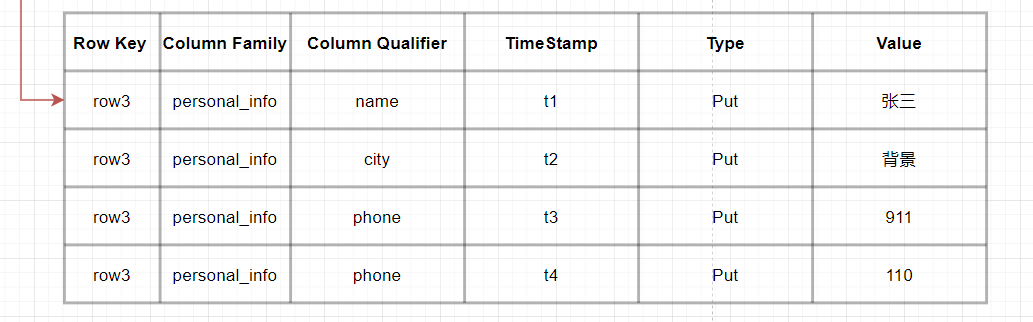 Row Key Column Family Column Qualifier TimeStamp Type Value
row3 personal_info name t1 Put 张三
row3 personal_info city t2 Put 背景
row3 personal_info phone t3 Put 911
row3 personal_info phone t4 Put 110